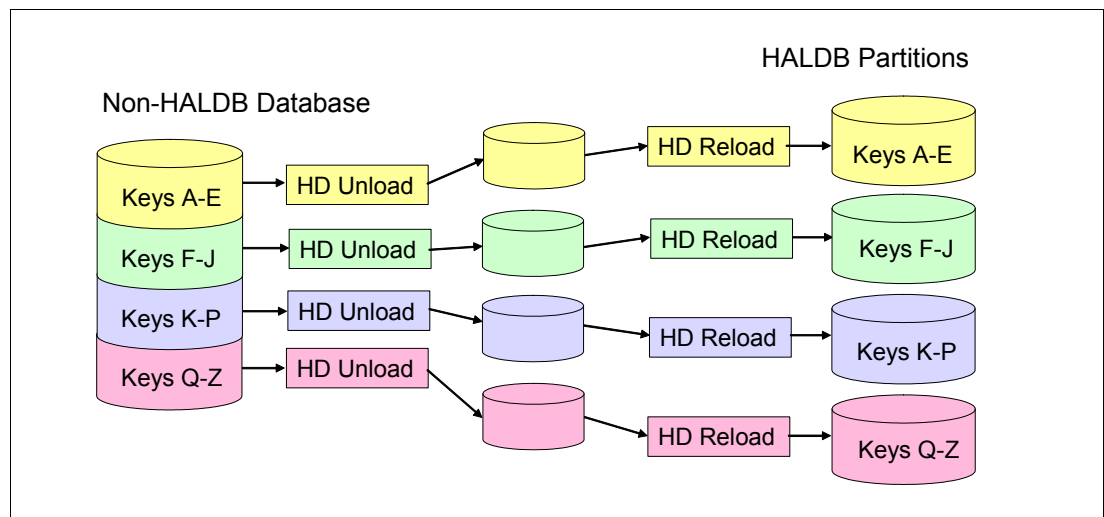 HALDB Partitions
Non-HALDB Database
Keys A-E
HD Unload
HD Reload
Keys A-E
Keys F-J
HD Unload
HD Reload
Keys F-J
Keys K-P
HD Unload
HD Reload
Keys K-P
Keys Q-Z
HD Unload
HD Reload
Keys Q-Z